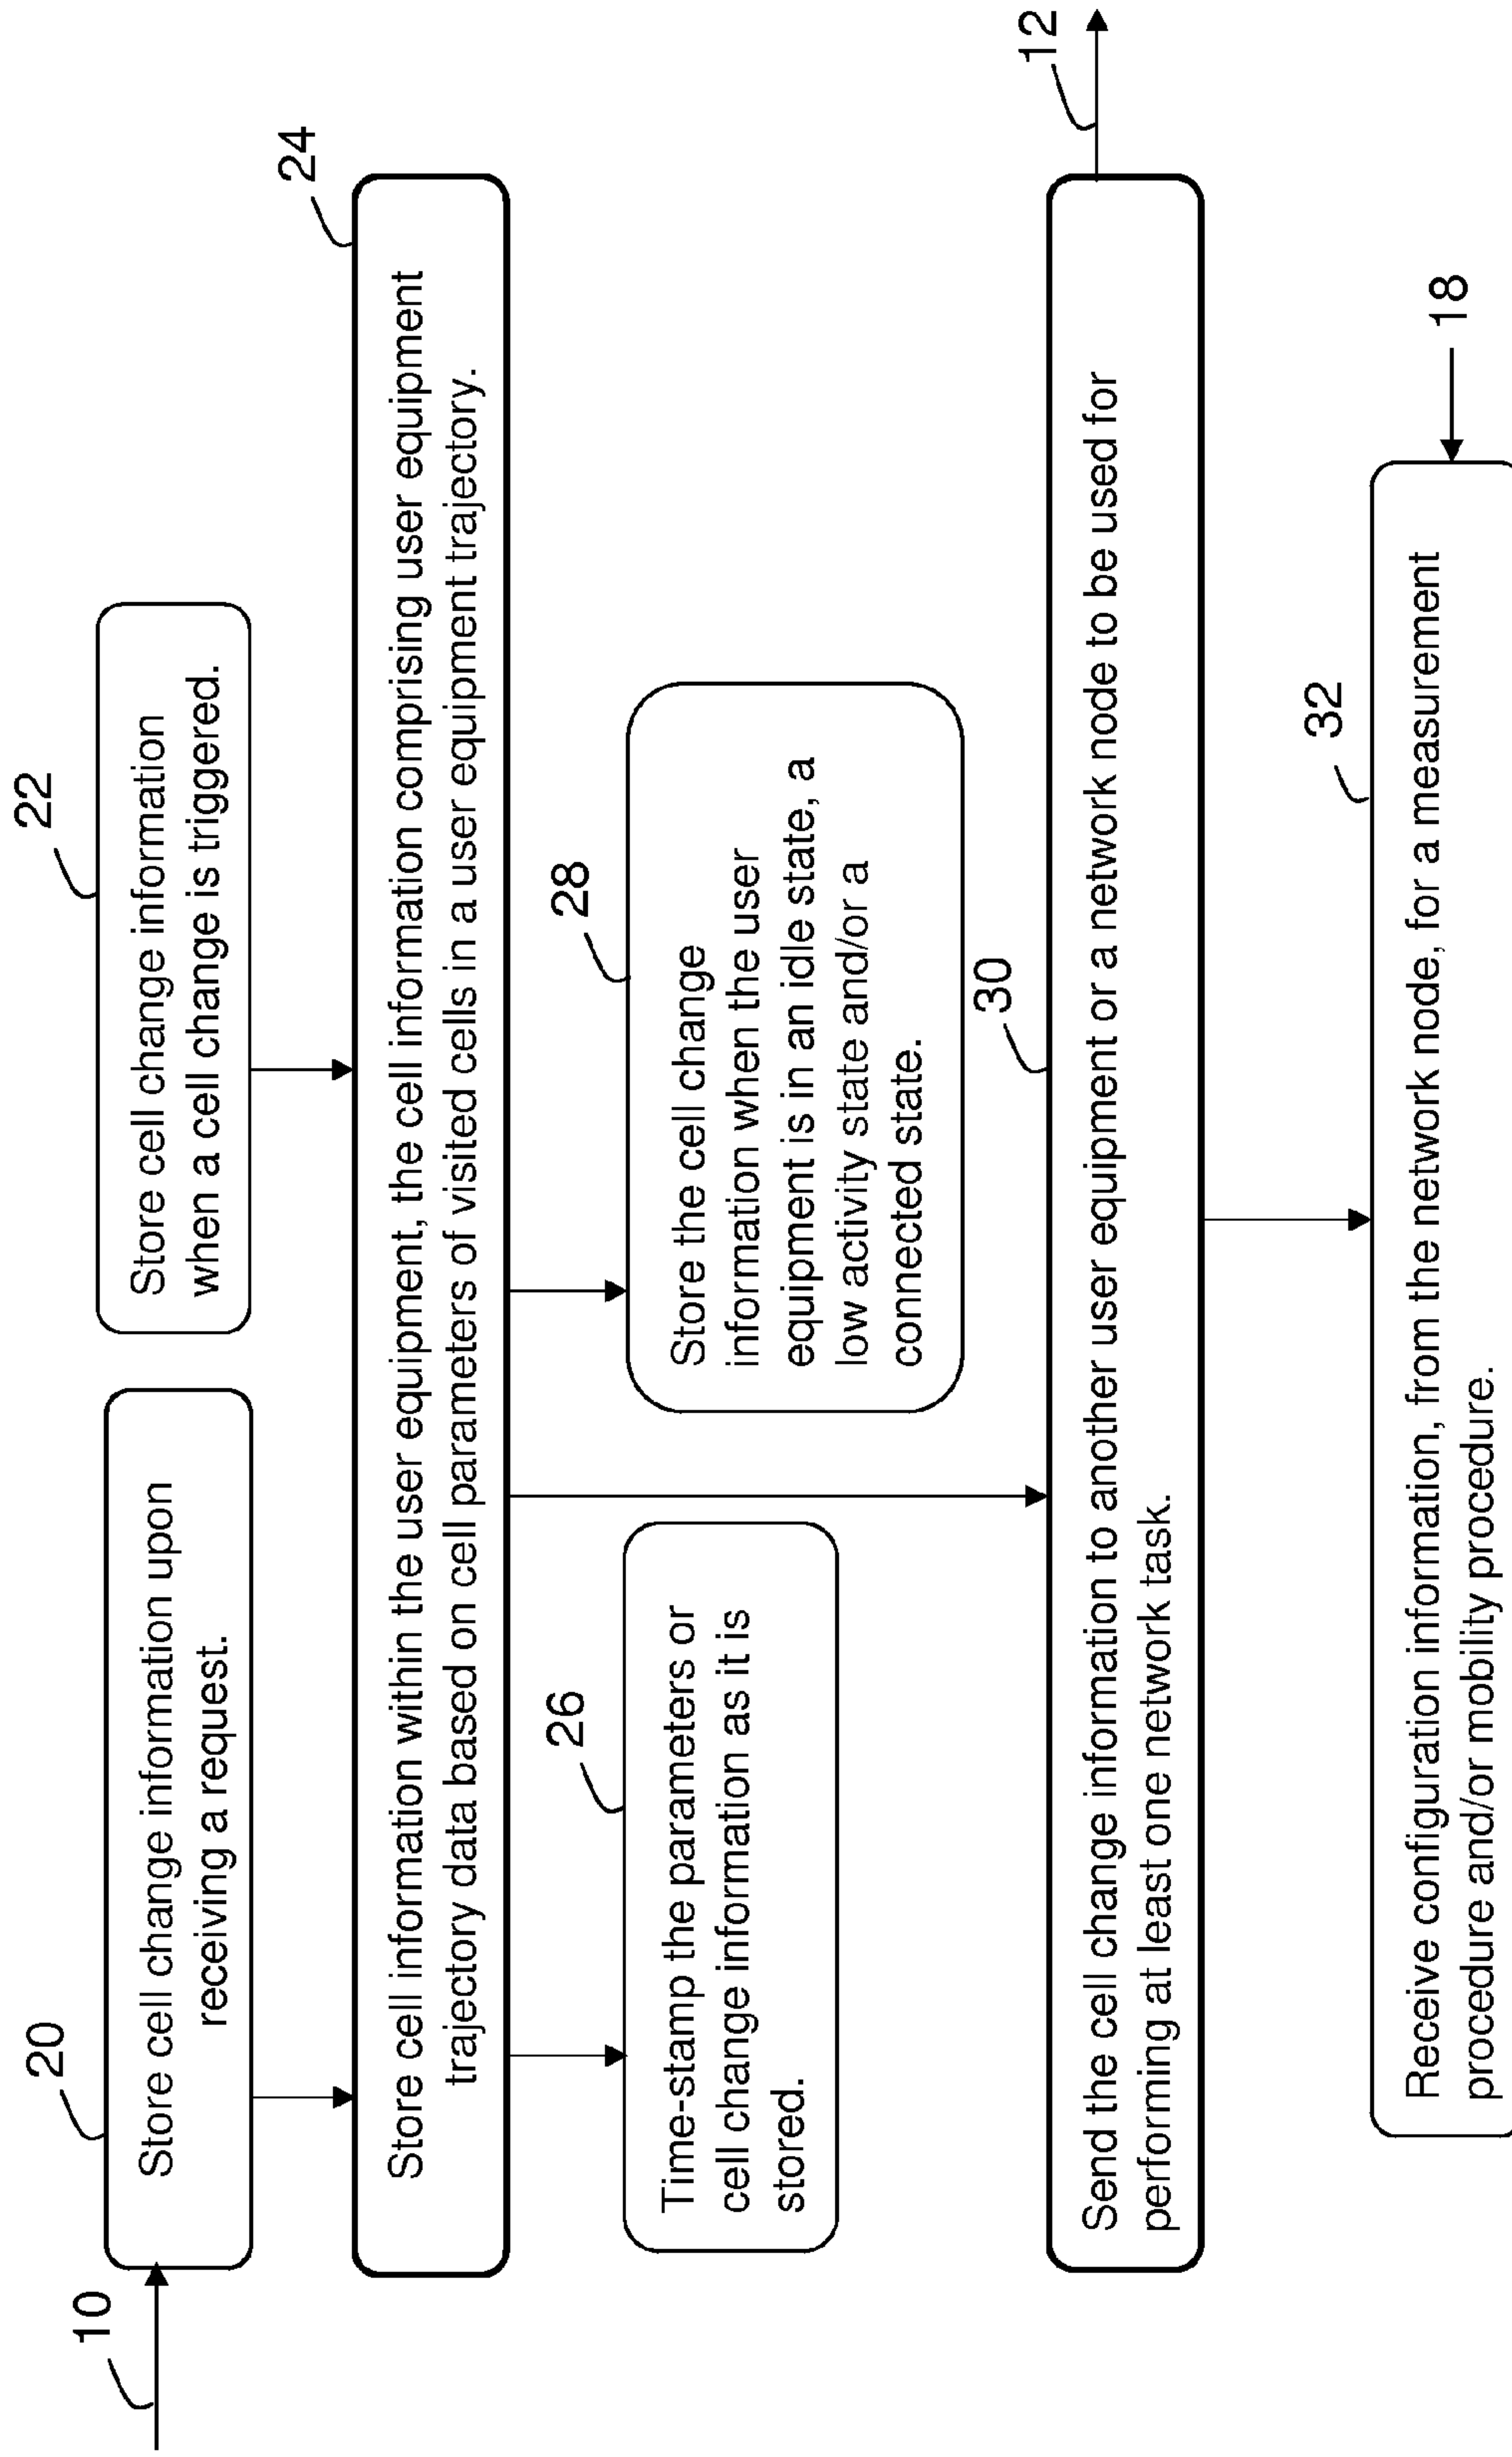 10
20
Store cell change information upon
receiving a request.
22
Store cell change information
when a cell change is triggered.
24
Store cell information within the user equipment, the cell information comprising user equipment
trajectory data based on cell parameters of visited cells in a user equipment trajectory.
26
Time-stamp the parameters or
cell change information as it is
stored.
28
Store the cell change
information when the user
equipment is in an idle state, a
low activity state and/or a
connected state.
30
Send the cell change information to another user equipment or a network node to be used for
performing at least one network task.
12
32
Receive configuration information, from the network node, for a measurement
procedure and/or mobility procedure.
18